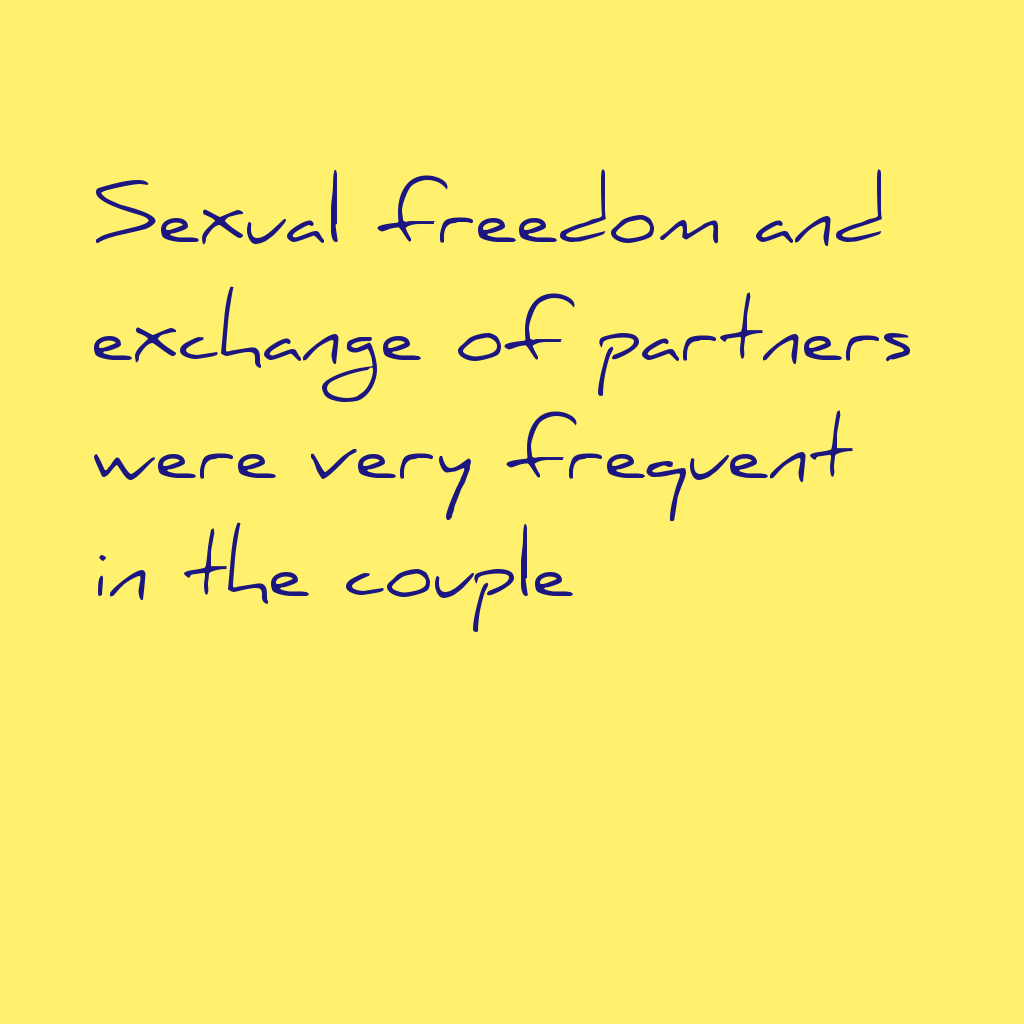 Sexual freedom and
exchange of partners
were very frequent
in the couple